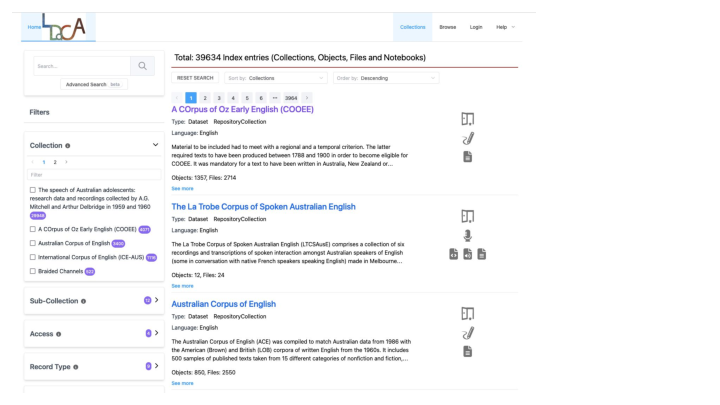 Home
LDCA
Collections Browse Login Help
Search...
Advanced Search beta
Filters
Collection
1 2
Filter
The speech of Australian adolescents:
research data and recordings collected by A.G.
Mitchell and Arthur Delbridge in 1959 and 1960
A COrpus of Oz Early English (COOEE)
Australian Corpus of English
International Corpus of English (ICE-AUS)
Braided Channels
Sub-Collection
Access
Record Type
Total: 39634 Index entries (Collections, Objects, Files and Notebooks)
RESET SEARCH Sort by: Collections Order by: Descending
1 2 3 4 5 6 ••• 3964
A COrpus of Oz Early English (COOEE)
Type: Dataset RepositoryCollection
Language: English
Material to be included had to meet with a regional and a temporal criterion. The latter
required texts to have been produced between 1788 and 1900 in order to become eligible for
COOEE. It was mandatory for a text to have been written in Australia, New Zealand or...
Objects: 1357, Files: 2714
See more
The La Trobe Corpus of Spoken Australian English
Type: Dataset RepositoryCollection
Language: English
The La Trobe Corpus of Spoken Australian English (LTCSAusE) comprises a collection of six
recordings and transcriptions of spoken interaction amongst Australian speakers of English
(some in conversation with native French speakers speaking English) made in Melbourne...
Objects: 12, Files: 24
See more
Australian Corpus of English
Type: Dataset RepositoryCollection
Language: English
The Australian Corpus of English (ACE) was compiled to match Australian data from 1986 with
the American (Brown) and British (LOB) corpora of written English from the 1960s. It includes
500 samples of published texts taken from 15 different categories of nonfiction and fiction,...
Objects: 850, Files: 2550
See more